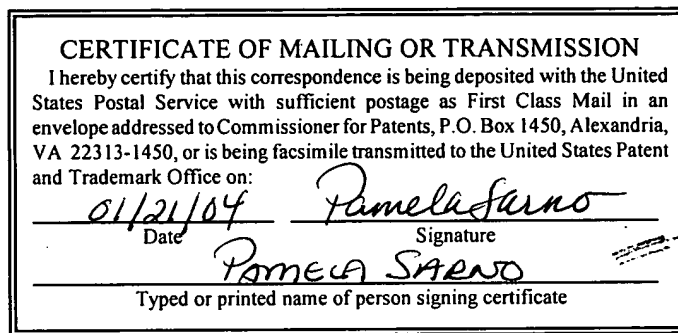 CERTIFICATE OF MAILING OR TRANSMISSION
I hereby certify that this correspondence is being deposited with the United
States Postal Service with sufficient postage as First Class Mail in an
envelope addressed to Commissioner for Patents, P.O. Box 1450, Alexandria,
VA 22313-1450, or is being facsimile transmitted to the United States Patent
and Trademark Office on:
01/21/04 Pamela Sarno
Date Signature
PAMELA SARNO
Typed or printed name of person signing certificate